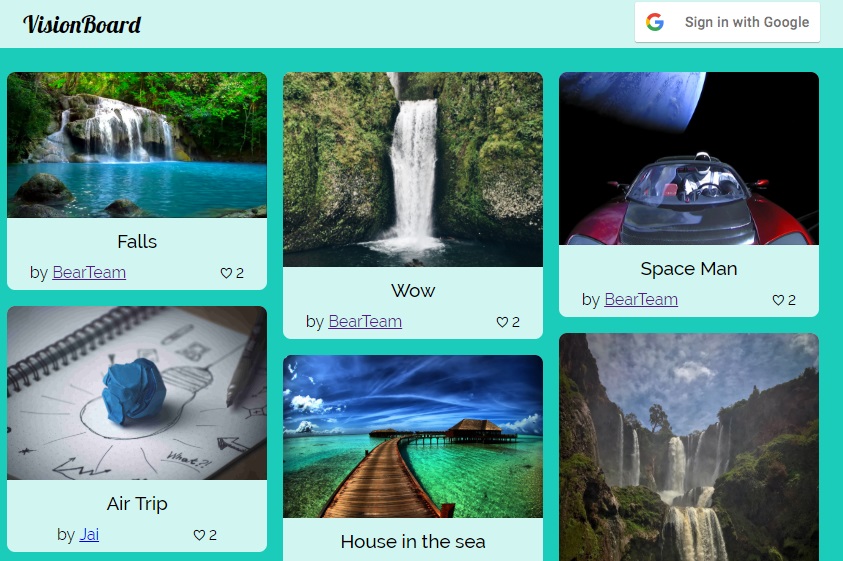 VisionBoard
Sign in with Google
Falls
by BearTeam
2
Wow
by BearTeam
2
Space Man
by BearTeam
2
What?!
Air Trip
by Jai
2
House in the sea